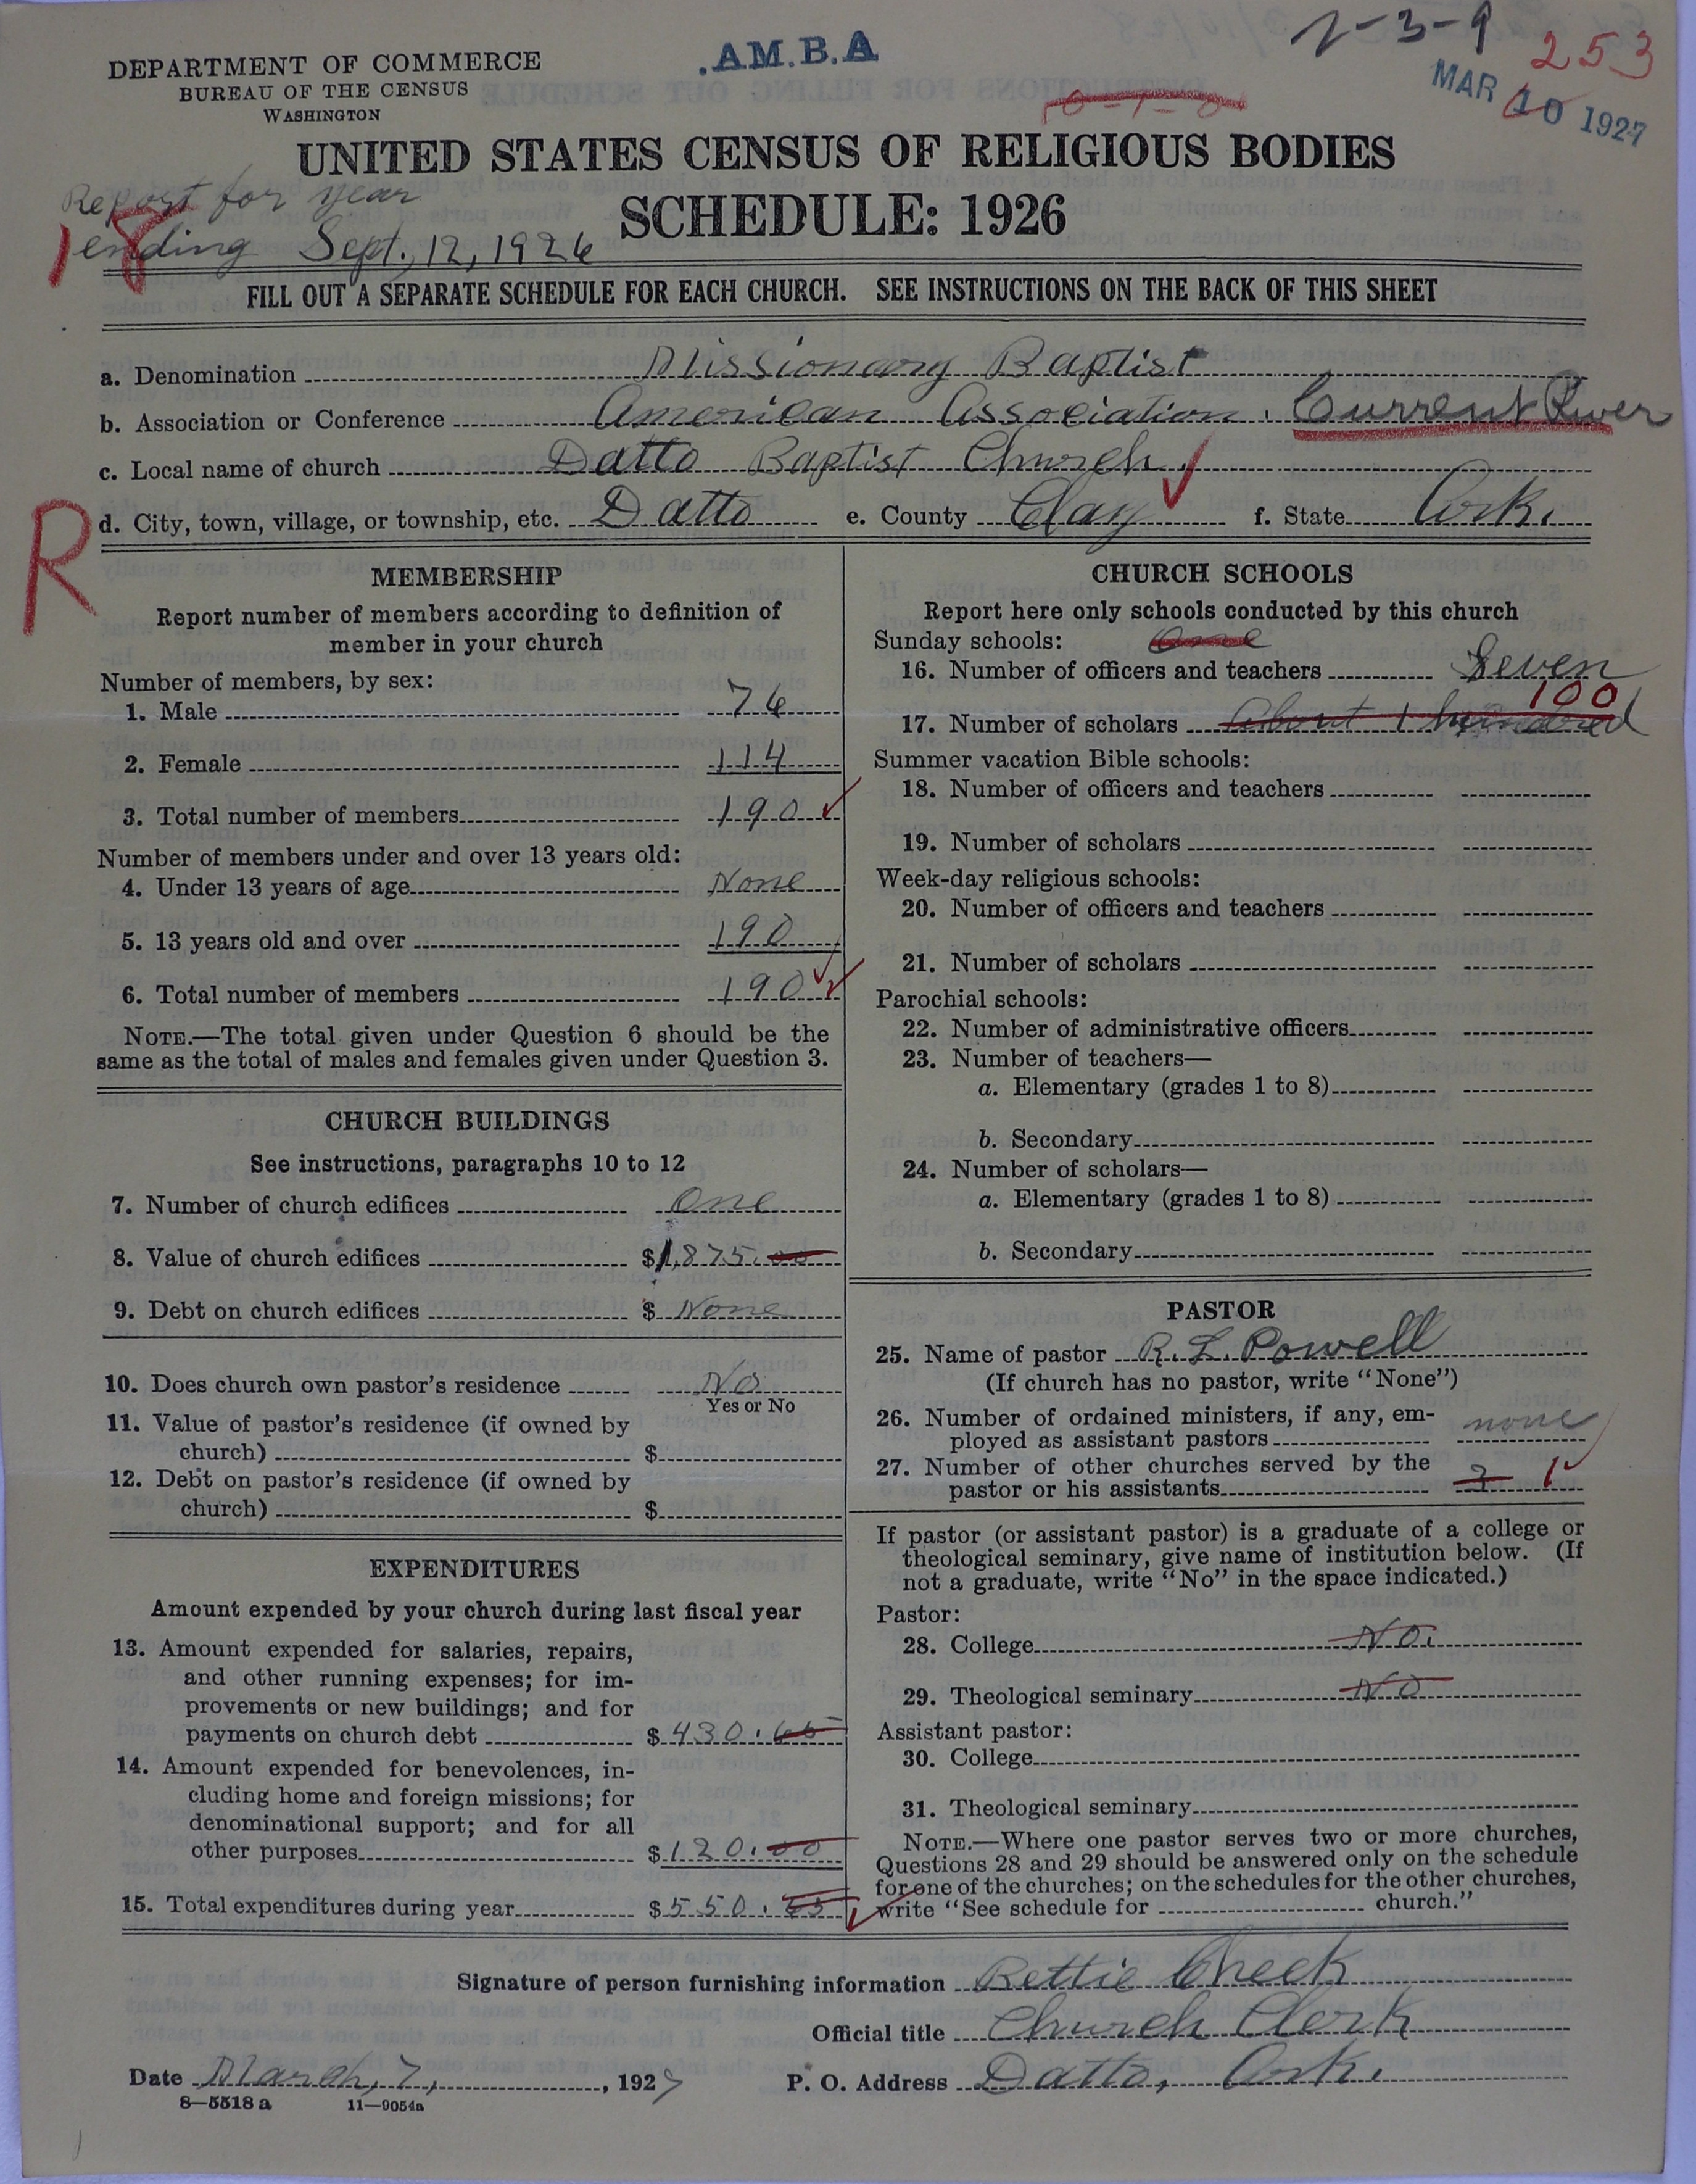 DEPARTMENT OF COMMERCE
BUREAU OF THE CENSUS
WASHINGTON
.A.M.B.A
2-3-9
253
MAR 10 1927
UNITED STATES CENSUS OF RELIGIOUS BODIES
SCHEDULE: 1926
Report for year
ending Sept. 12, 1926
18
FILL OUT A SEPARATE SCHEDULE FOR EACH CHURCH. SEE INSTRUCTIONS ON THE BACK OF THIS SHEET
a. Denomination Missionary Baptist
b. Association or Conference American Association. Current River
c. Local name of church Datto Baptist Church.
d. City, town, village, or township, etc. Datto e. County Clay f. State Ark.
R
MEMBERSHIP
Report number of members according to definition of
member in your church
Number of members, by sex:
1. Male 76
2. Female 114
3. Total number of members 190
Number of members under and over 13 years old:
4. Under 13 years of age None
5. 13 years old and over 190
6. Total number of members 190
NOTE.—The total given under Question 6 should be the
same as the total of males and females given under Question 3.
CHURCH BUILDINGS
See instructions, paragraphs 10 to 12
7. Number of church edifices One
8. Value of church edifices $1,875.00
9. Debt on church edifices $ None
10. Does church own pastor's residence No
Yes or No
11. Value of pastor's residence (if owned by
church) $
12. Debt on pastor's residence (if owned by
church) $
EXPENDITURES
Amount expended by your church during last fiscal year
13. Amount expended for salaries, repairs,
and other running expenses; for im-
provements or new buildings; and for
payments on church debt $430.65
14. Amount expended for benevolences, in-
cluding home and foreign missions; for
denominational support; and for all
other purposes $120.00
15. Total expenditures during year $550.65
CHURCH SCHOOLS
Report here only schools conducted by this church
Sunday schools: One
16. Number of officers and teachers Seven
100
17. Number of scholars About 1 hundred
Summer vacation Bible schools:
18. Number of officers and teachers
19. Number of scholars
Week-day religious schools:
20. Number of officers and teachers
21. Number of scholars
Parochial schools:
22. Number of administrative officers
23. Number of teachers—
a. Elementary (grades 1 to 8)
b. Secondary
24. Number of scholars—
a. Elementary (grades 1 to 8)
b. Secondary
PASTOR
25. Name of pastor R. L. Powell
(If church has no pastor, write "None")
26. Number of ordained ministers, if any, em-
ployed as assistant pastors none
27. Number of other churches served by the
pastor or his assistants 2 1
If pastor (or assistant pastor) is a graduate of a college or
theological seminary, give name of institution below. (If
not a graduate, write "No" in the space indicated.)
Pastor:
28. College No.
29. Theological seminary No
Assistant pastor:
30. College
31. Theological seminary
NOTE.—Where one pastor serves two or more churches,
Questions 28 and 29 should be answered only on the schedule
for one of the churches; on the schedules for the other churches,
write "See schedule for church."
Signature of person furnishing information Bettie Cheek
Official title Church Clerk
Date March, 7, , 1927 P. O. Address Datto, Ark.
8—5518 a 11—9054a